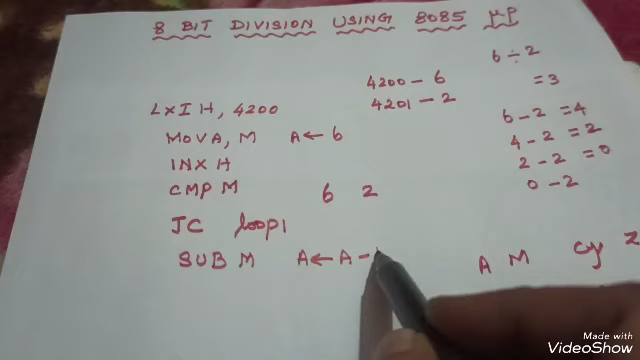 8 BIT DIVISION USING 8085 μp
6 ÷ 2
= 3
4200 - 6
4201 - 2
LXI H, 4200
MOV A, M A ← 6
INX H
CMP M 6 2
JC loop1
SUB M A ← A -
6 - 2 = 4
4 - 2 = 2
2 - 2 = 0
0 - 2
A M cy Z
Made with
VideoShow